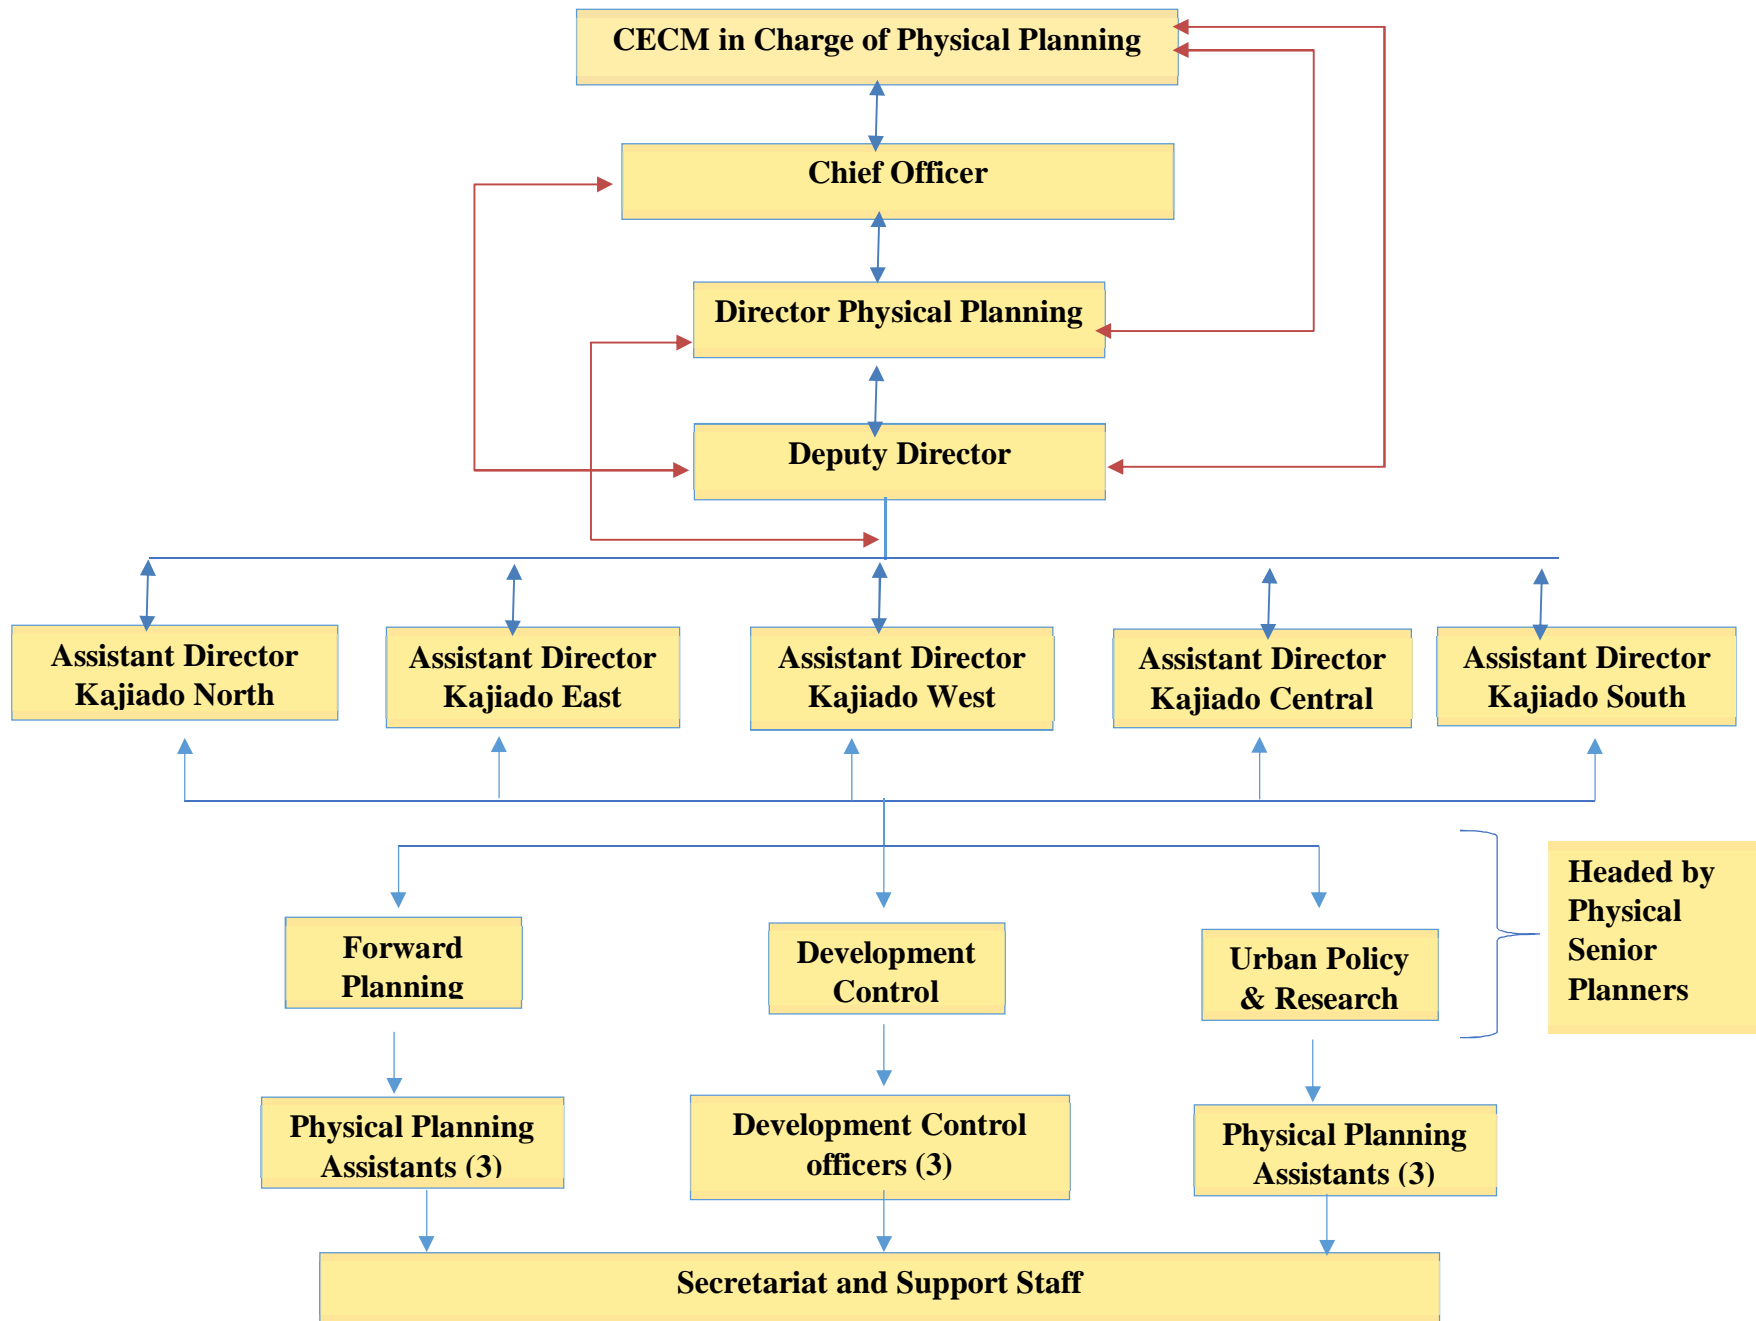 CECM in Charge of Physical Planning
Chief Officer
Director Physical Planning
Deputy Director
Assistant Director
Kajiado North
Assistant Director
Kajiado East
Assistant Director
Kajiado West
Assistant Director
Kajiado Central
Assistant Director
Kajiado South
Forward
Planning
Development
Control
Urban Policy
& Research
Headed by
Physical
Senior
Planners
Physical Planning
Assistants (3)
Development Control
officers (3)
Physical Planning
Assistants (3)
Secretariat and Support Staff